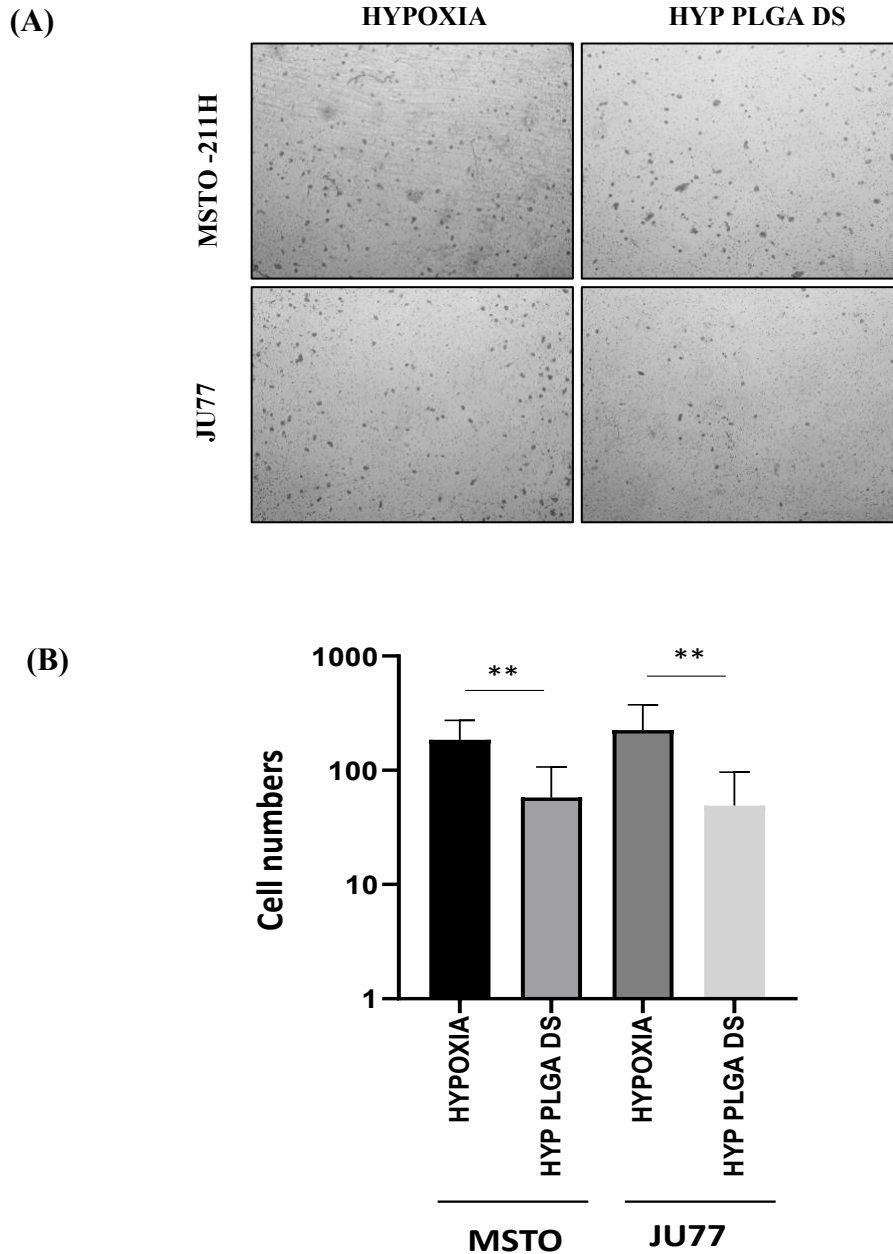 (A)
HYPOXIA HYP PLGA DS
MSTO -211H
JU77
(B)
1000
100
10
1
Cell numbers
** **
HYPOXIA HYP PLGA DS HYPOXIA HYP PLGA DS
MSTO JU77